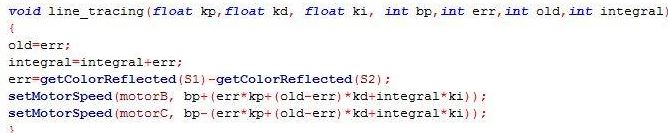 void line_tracing(float kp,float kd, float ki, int bp,int err,int old,int integral)
{
old=err;
integral=integral+err;
err=getColorReflected(S1)-getColorReflected(S2);
setMotorSpeed(motorB, bp+(err*kp+(old-err)*kd+integral*ki));
setMotorSpeed(motorC, bp-(err*kp+(old-err)*kd+integral*ki));
}